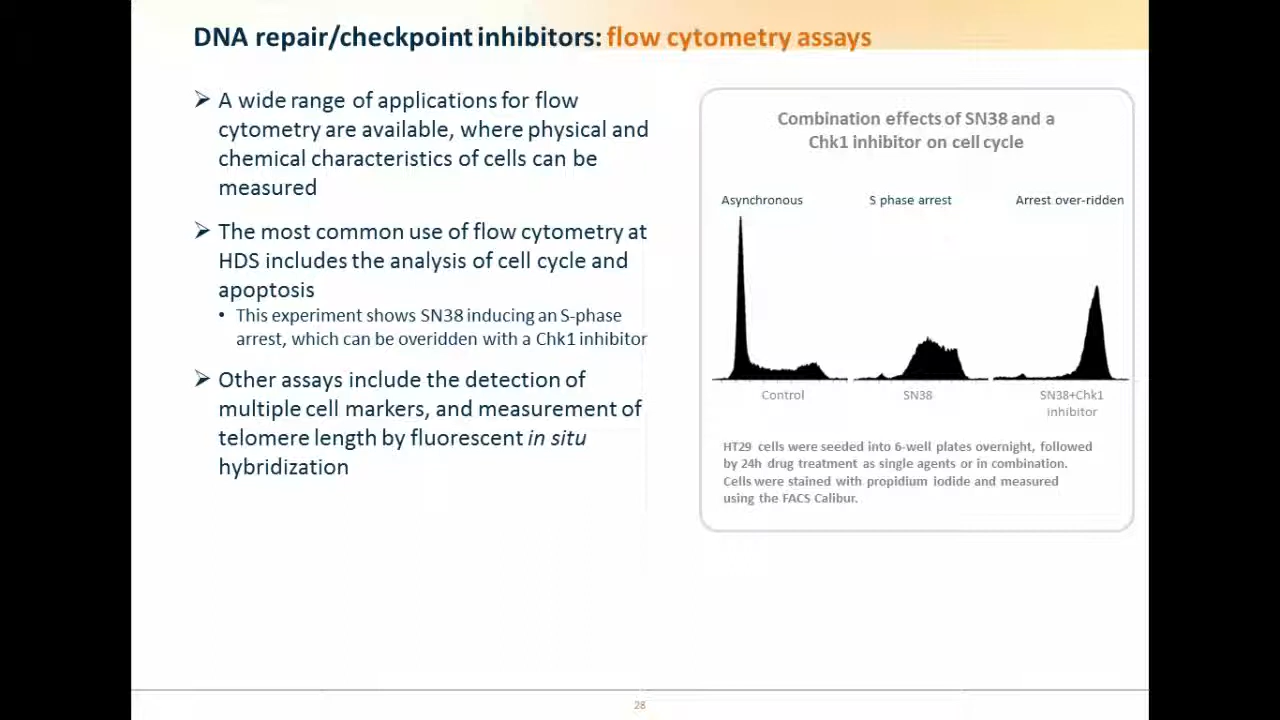 DNA repair/checkpoint inhibitors: flow cytometry assays
➢ A wide range of applications for flow
cytometry are available, where physical and
chemical characteristics of cells can be
measured
➢ The most common use of flow cytometry at
HDS includes the analysis of cell cycle and
apoptosis
• This experiment shows SN38 inducing an S-phase
arrest, which can be overidden with a Chk1 inhibitor
➢ Other assays include the detection of
multiple cell markers, and measurement of
telomere length by fluorescent in situ
hybridization
Combination effects of SN38 and a
Chk1 inhibitor on cell cycle
Asynchronous
S phase arrest
Arrest over-ridden
Control
SN38
SN38+Chk1
inhibitor
HT29 cells were seeded into 6-well plates overnight, followed
by 24h drug treatment as single agents or in combination.
Cells were stained with propidium iodide and measured
using the FACS Calibur.
28